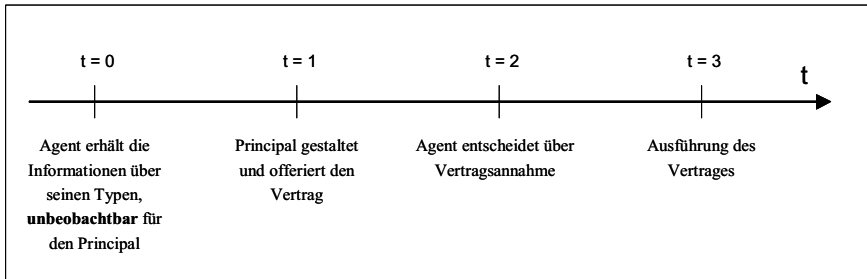 t = 0
t = 1
t = 2
t = 3
t
Agent erhält die
Informationen über
seinen Typen,
unbeobachtbar für
den Principal
Principal gestaltet
und offeriert den
Vertrag
Agent entscheidet über
Vertragsannahme
Ausführung des
Vertrages